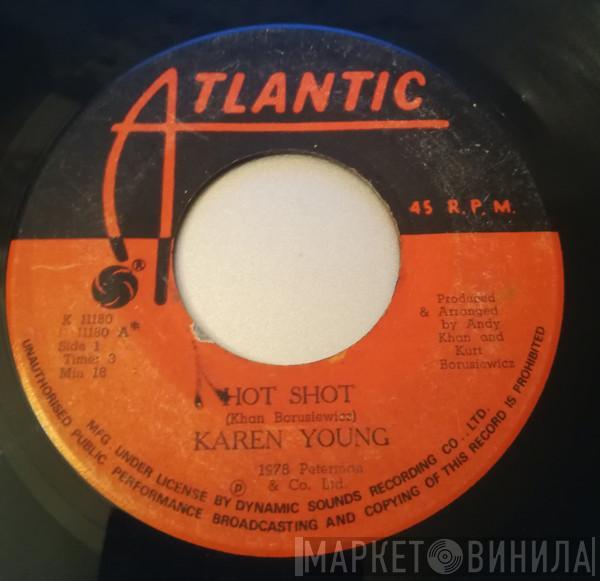 ATLANTIC
45 R.P.M.
®
K 11180
11180 A
Side 1
Time: 3
Min 18
Produced
& Arranged
by Andy
Khan and
Kurt
Borusiewicz
HOT SHOT
(Khan Borusiewicz)
KAREN YOUNG
℗ 1978 Peterman
& Co. Ltd.
MFG UNDER LICENSE BY DYNAMIC SOUNDS RECORDING CO.. LTD.
UNAUTHORISED PUBLIC PERFORMANCE BROADCASTING AND COPYING OF THIS RECORD IS PROHIBITED
МАРКЕТ ВИНИЛА